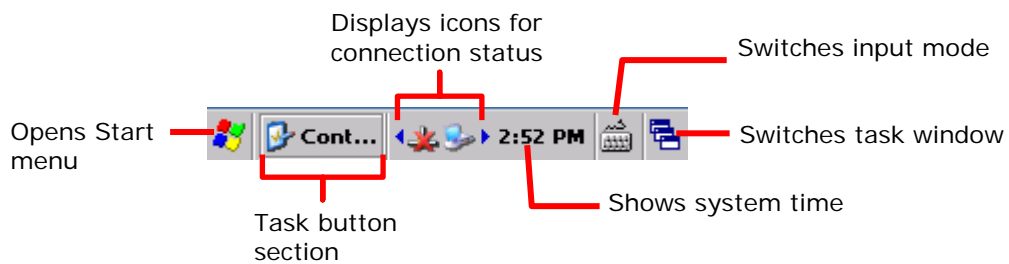 Displays icons for
connection status
Switches input mode
Opens Start
menu
Cont...
2:52 PM
Switches task window
Shows system time
Task button
section